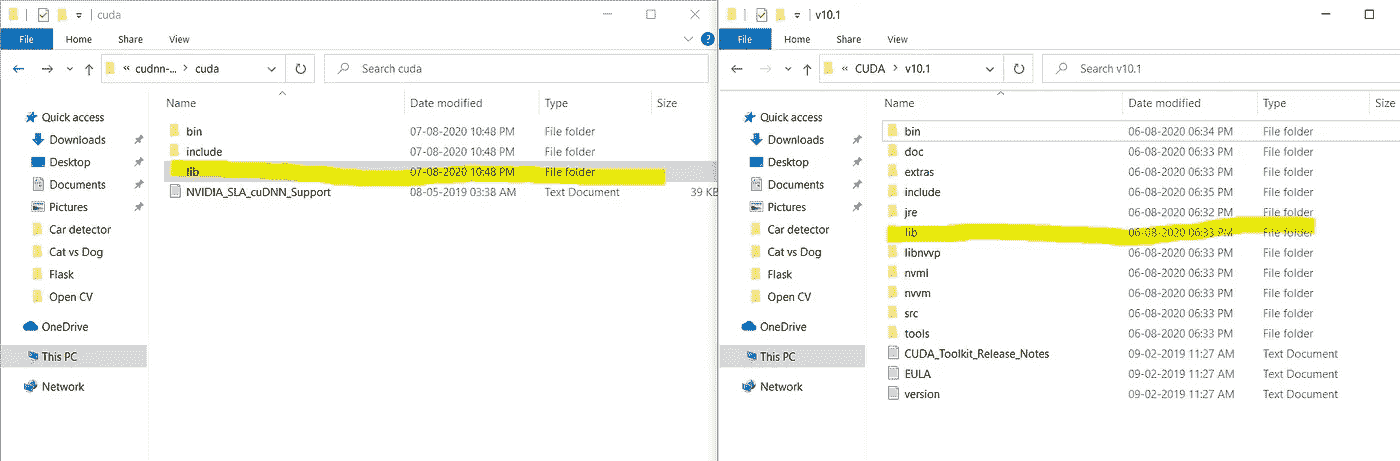 cuda
File Home Share View
« cudnn-... > cuda
Search cuda
Name Date modified Type Size
Quick access
Downloads
Desktop
Documents
Pictures
Car detector
Cat vs Dog
Flask
Open CV
OneDrive
This PC
Network
bin 07-08-2020 10:48 PM File folder
include 07-08-2020 10:48 PM File folder
lib 07-08-2020 10:48 PM File folder
NVIDIA_SLA_cuDNN_Support 08-05-2019 03:38 AM Text Document 39 KB
v10.1
File Home Share View
« CUDA > v10.1
Search v10.1
Name Date modified Type Size
Quick access
Downloads
Desktop
Documents
Pictures
Car detector
Cat vs Dog
Flask
Open CV
OneDrive
This PC
Network
bin 06-08-2020 06:34 PM File folder
doc 06-08-2020 06:33 PM File folder
extras 06-08-2020 06:33 PM File folder
include 06-08-2020 06:35 PM File folder
jre 06-08-2020 06:32 PM File folder
lib 06-08-2020 06:33 PM File folder
libnvvp 06-08-2020 06:33 PM File folder
nvml 06-08-2020 06:33 PM File folder
nvvm 06-08-2020 06:33 PM File folder
src 06-08-2020 06:33 PM File folder
tools 06-08-2020 06:33 PM File folder
CUDA_Toolkit_Release_Notes 09-02-2019 11:27 AM Text Document
EULA 09-02-2019 11:27 AM Text Document
version 09-02-2019 11:27 AM Text Document